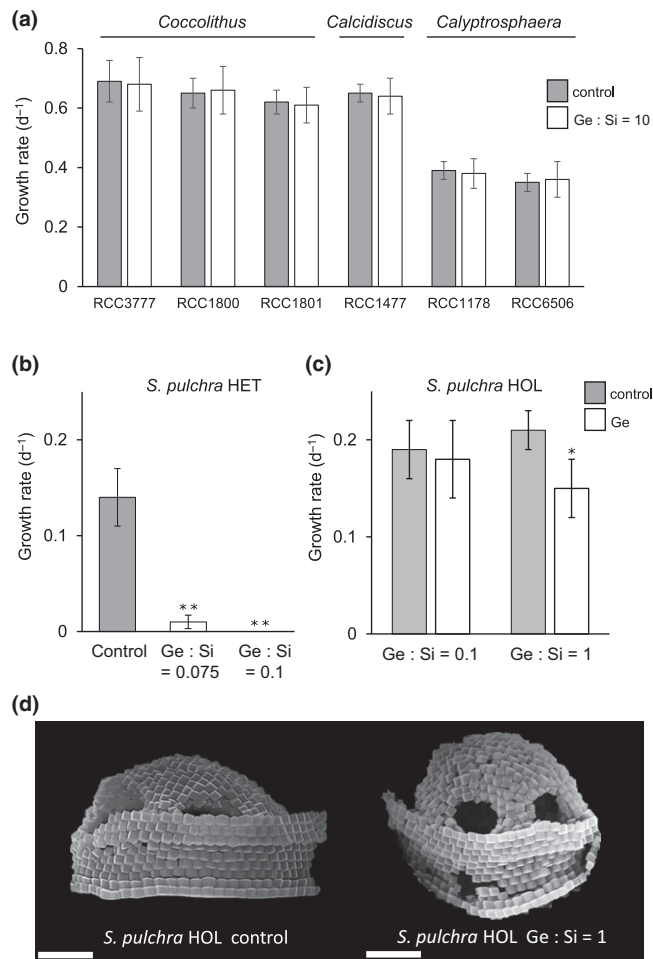 (a)
Coccolithus Calcidiscus Calyptrosphaera
0.8
0.6
0.4
0.2
0
Growth rate (d⁻¹)
control
Ge : Si = 10
RCC3777 RCC1800 RCC1801 RCC1477 RCC1178 RCC6506
(b)
S. pulchra HET
0.2
0.1
0
Growth rate (d⁻¹)
**
**
Control Ge : Si Ge : Si
= 0.075 = 0.1
(c)
S. pulchra HOL
control
Ge
0.2
0.1
0
Growth rate (d⁻¹)
*
Ge : Si = 0.1 Ge : Si = 1
(d)
S. pulchra HOL control
S. pulchra HOL Ge : Si = 1